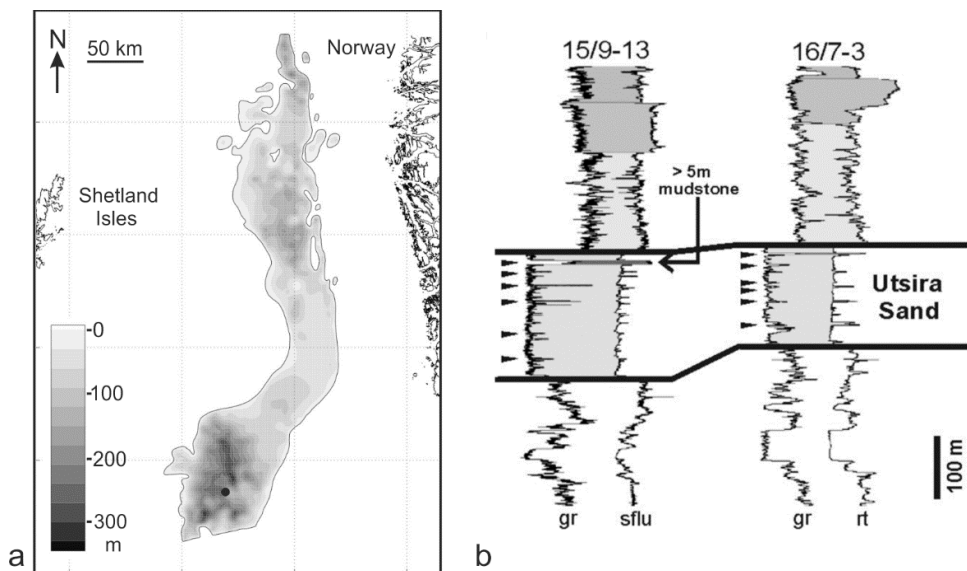 N
50 km
Norway
Shetland
Isles
-0
-100
-200
-300
m
a
15/9-13
16/7-3
> 5m
mudstone
Utsira
Sand
100 m
gr
sflu
gr
rt
b